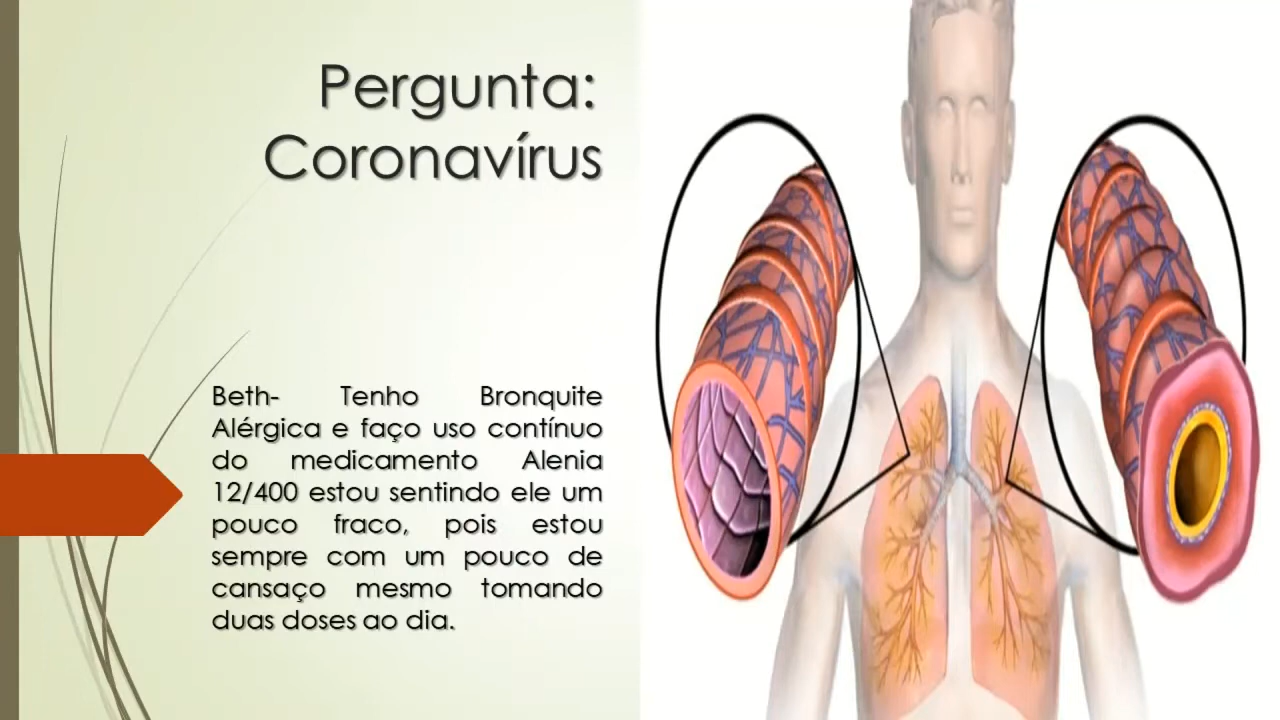 Pergunta:
Coronavírus
Beth- Tenho Bronquite
Alérgica e faço uso contínuo
do medicamento Alenia
12/400 estou sentindo ele um
pouco fraco, pois estou
sempre com um pouco de
cansaço mesmo tomando
duas doses ao dia.